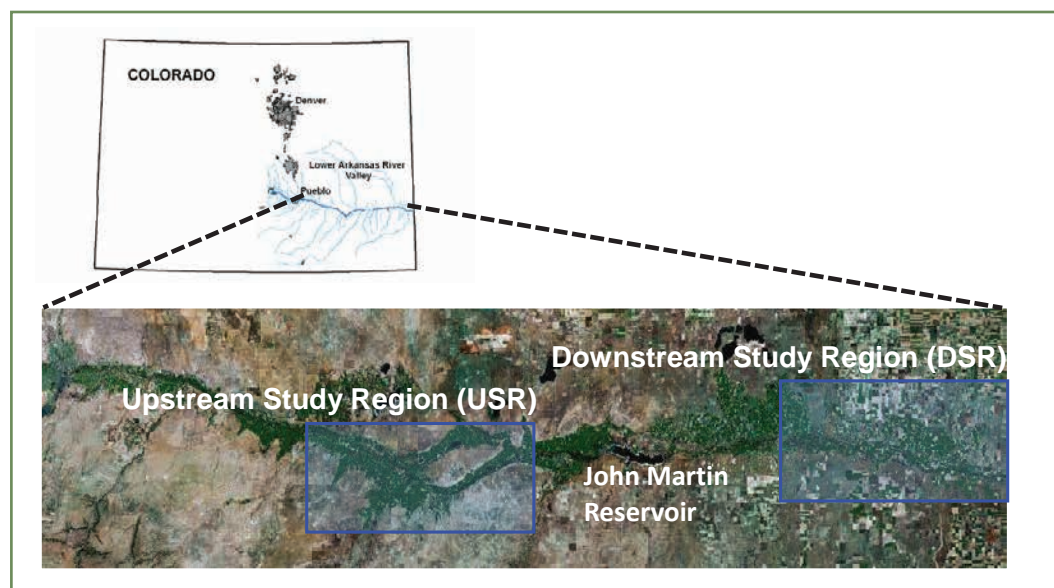 COLORADO
Denver
Lower Arkansas River
Valley
Pueblo
Downstream Study Region (DSR)
Upstream Study Region (USR)
John Martin
Reservoir